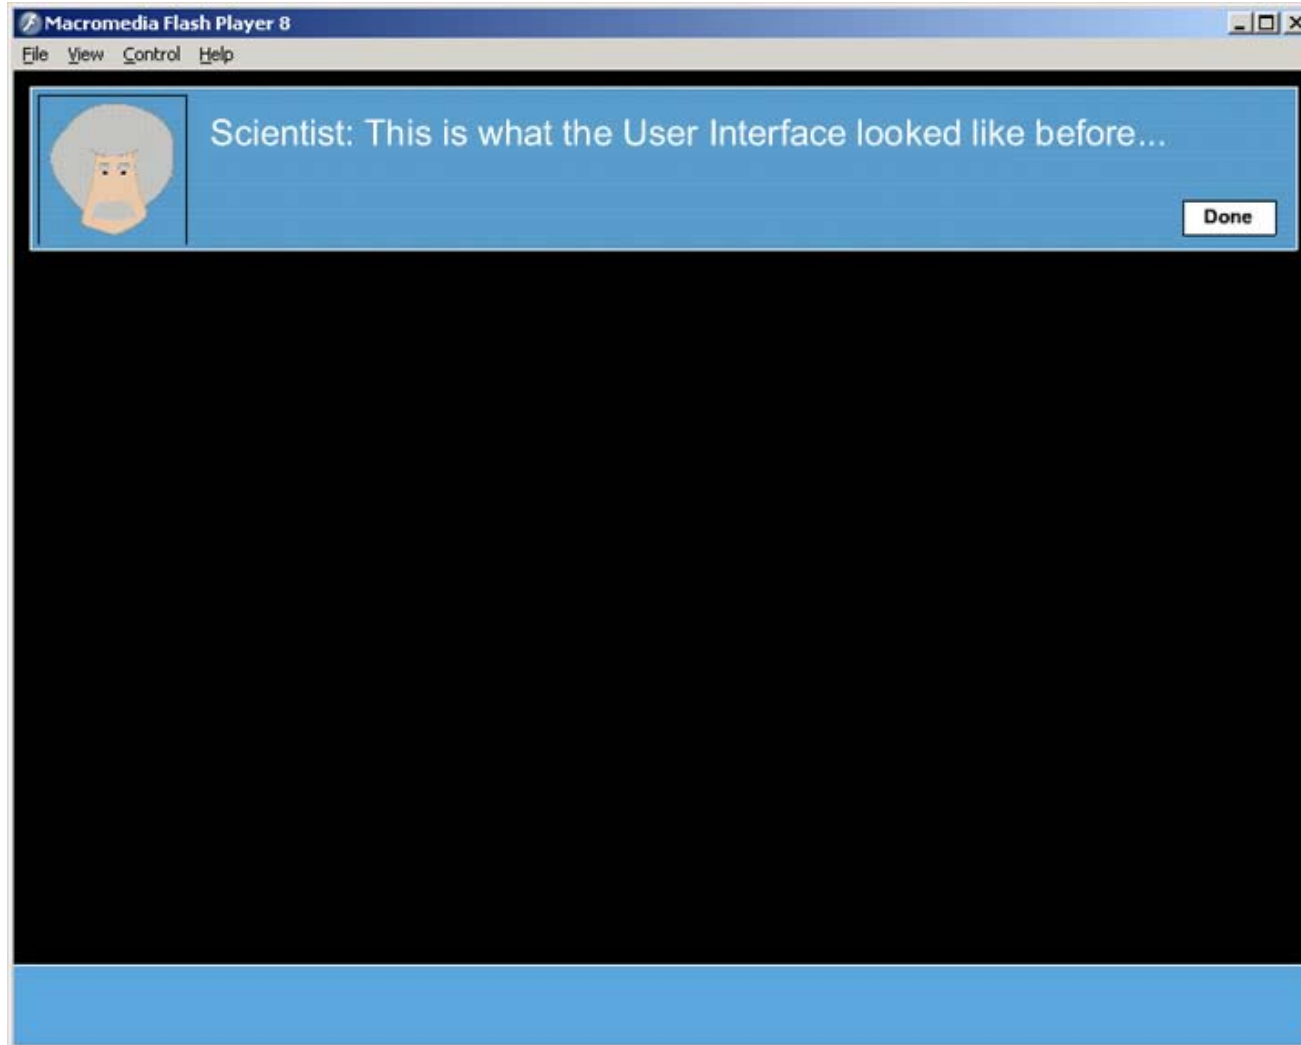 Macromedia Flash Player 8
File View Control Help
Scientist: This is what the User Interface looked like before...
Done